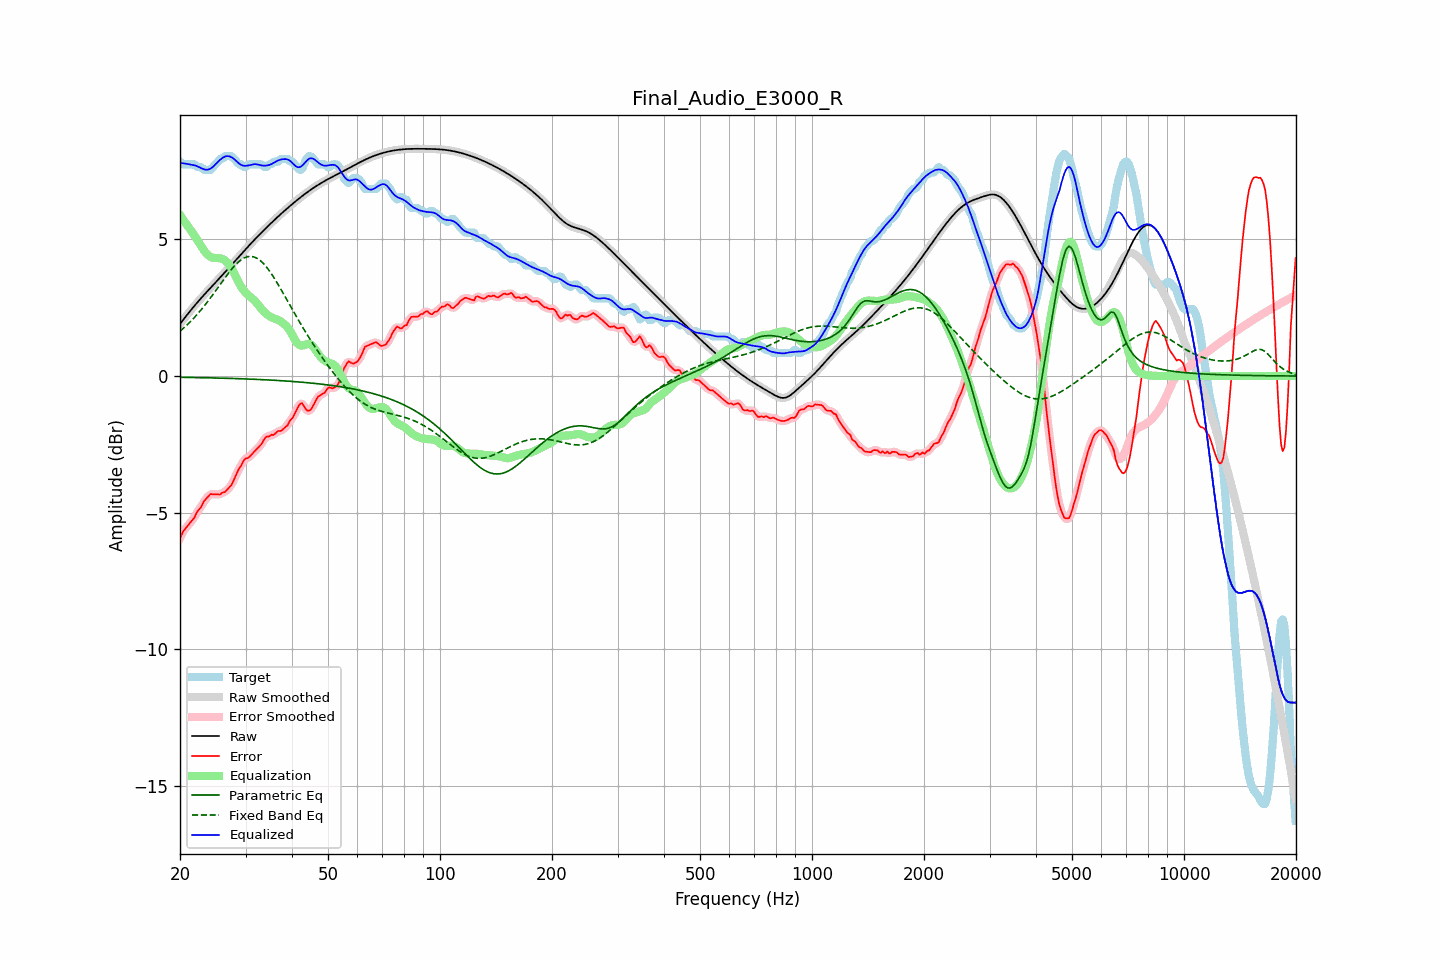 Final_Audio_E3000_R
Amplitude (dBr)
5
0
−5
−10
−15
Target
Raw Smoothed
Error Smoothed
Raw
Error
Equalization
Parametric Eq
Fixed Band Eq
Equalized
20 50 100 200 500 1000 2000 5000 10000 20000
Frequency (Hz)